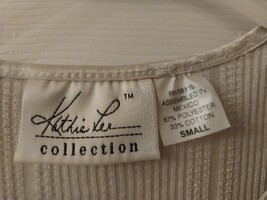 Kathie Lee
TM
collection
ASSEMBLED IN
MEXICO
67% POLYESTER
33% COTTON
SMALL